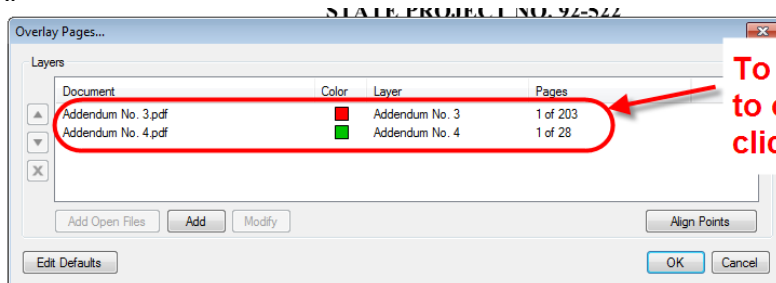 STATE PROJECT NO. 92-522
Overlay Pages...
Layers
Document Color Layer Pages
Addendum No. 3.pdf Addendum No. 3 1 of 203
Addendum No. 4.pdf Addendum No. 4 1 of 28
To
to
clic
Add Open Files Add Modify Align Points
Edit Defaults OK Cancel